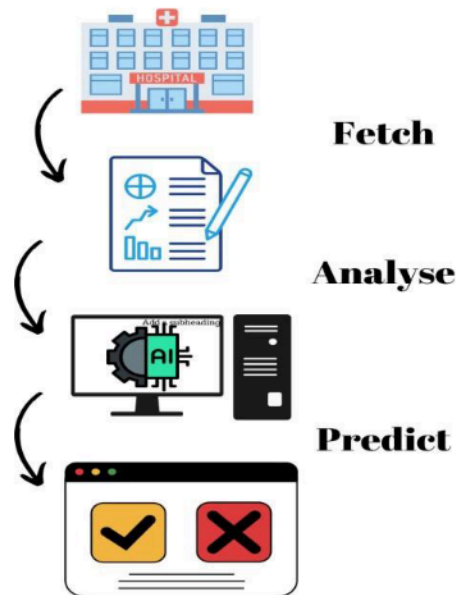 HOSPITAL
Fetch
Analyse
Add a subheading
AI
Predict